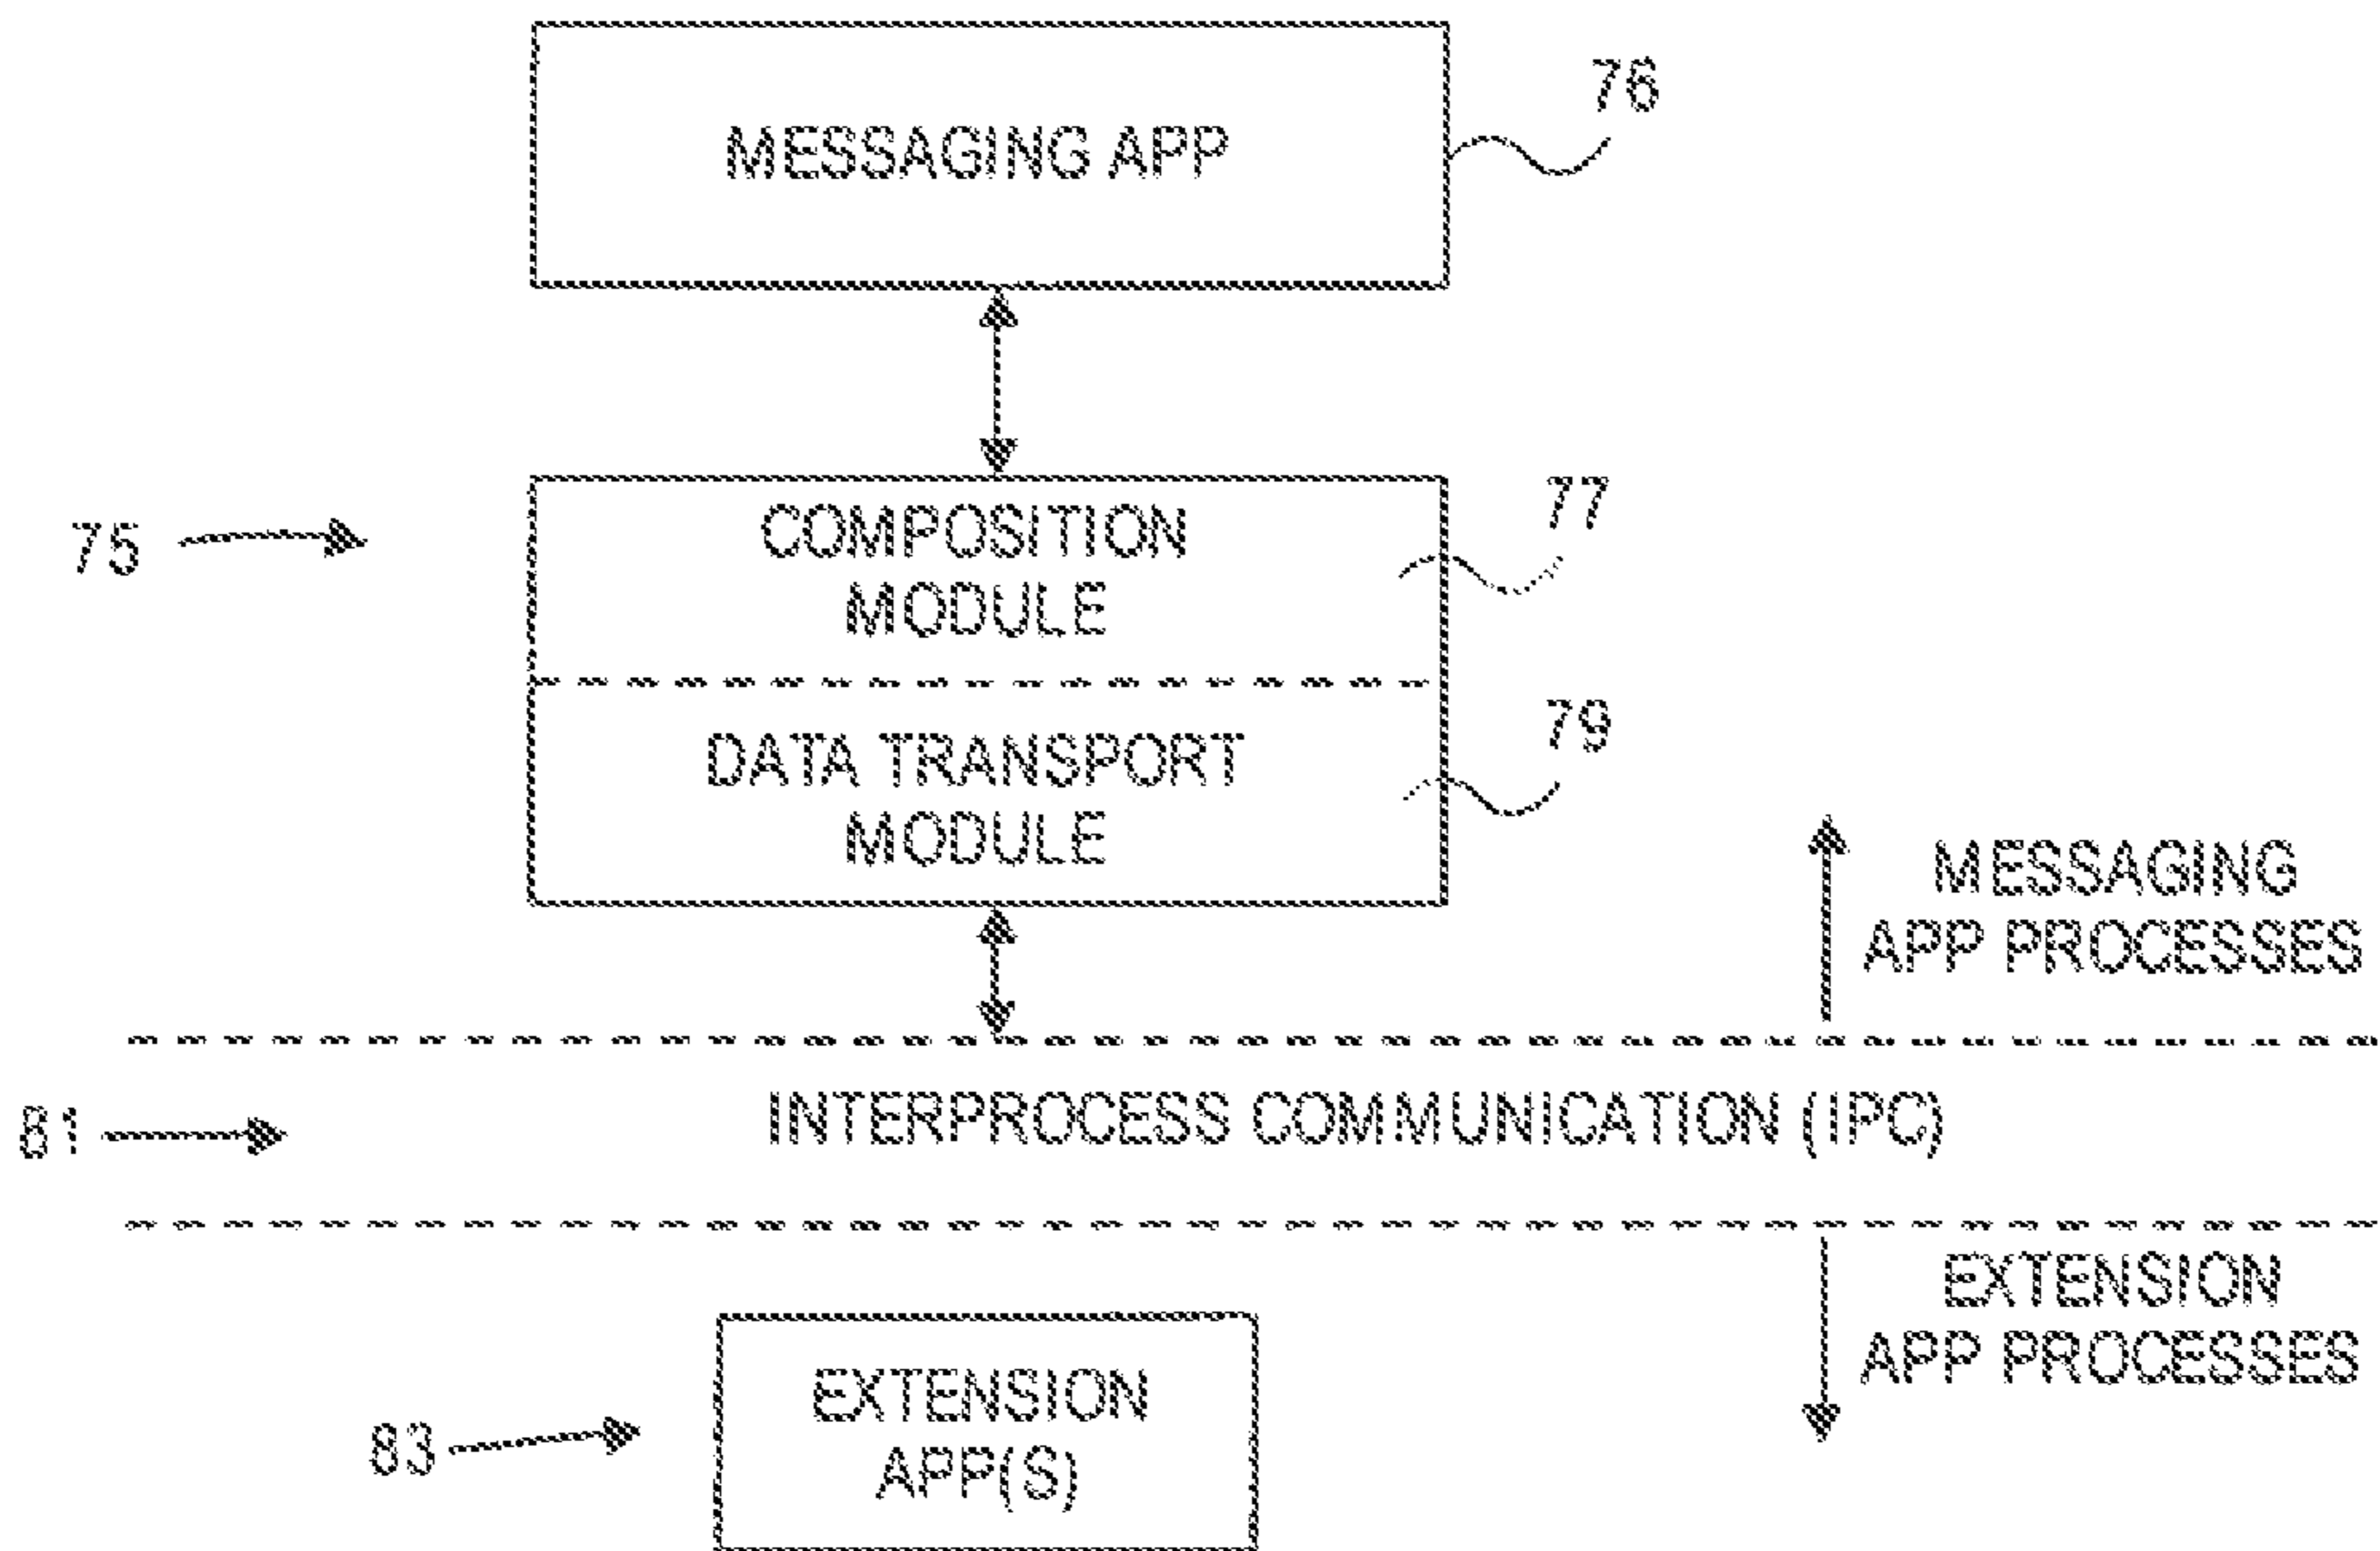 MESSAGING APP
76
75
COMPOSITION
MODULE
77
DATA TRANSPORT
MODULE
79
MESSAGING
APP PROCESSES
81
INTERPROCESS COMMUNICATION (IPC)
EXTENSION
APP PROCESSES
83
EXTENSION
APP(S)